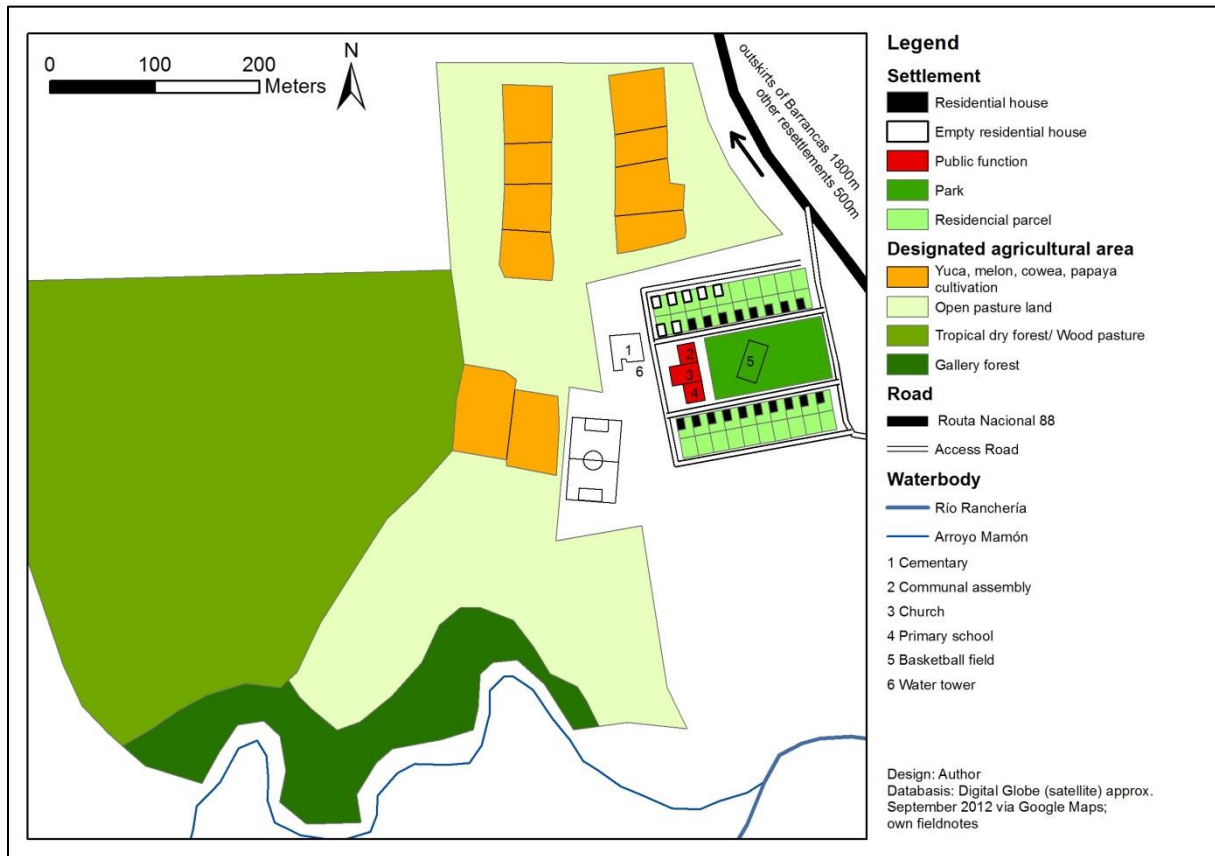 0 100 200
Meters
N
outskirts of Barrancas 1800m
other resettlements 500m
1
6
2
3
4
5
Legend
Settlement
Residential house
Empty residential house
Public function
Park
Residencial parcel
Designated agricultural area
Yuca, melon, cowea, papaya
cultivation
Open pasture land
Tropical dry forest/ Wood pasture
Gallery forest
Road
Routa Nacional 88
Access Road
Waterbody
Río Ranchería
Arroyo Mamón
1 Cementary
2 Communal assembly
3 Church
4 Primary school
5 Basketball field
6 Water tower
Design: Author
Databasis: Digital Globe (satellite) approx.
September 2012 via Google Maps;
own fieldnotes